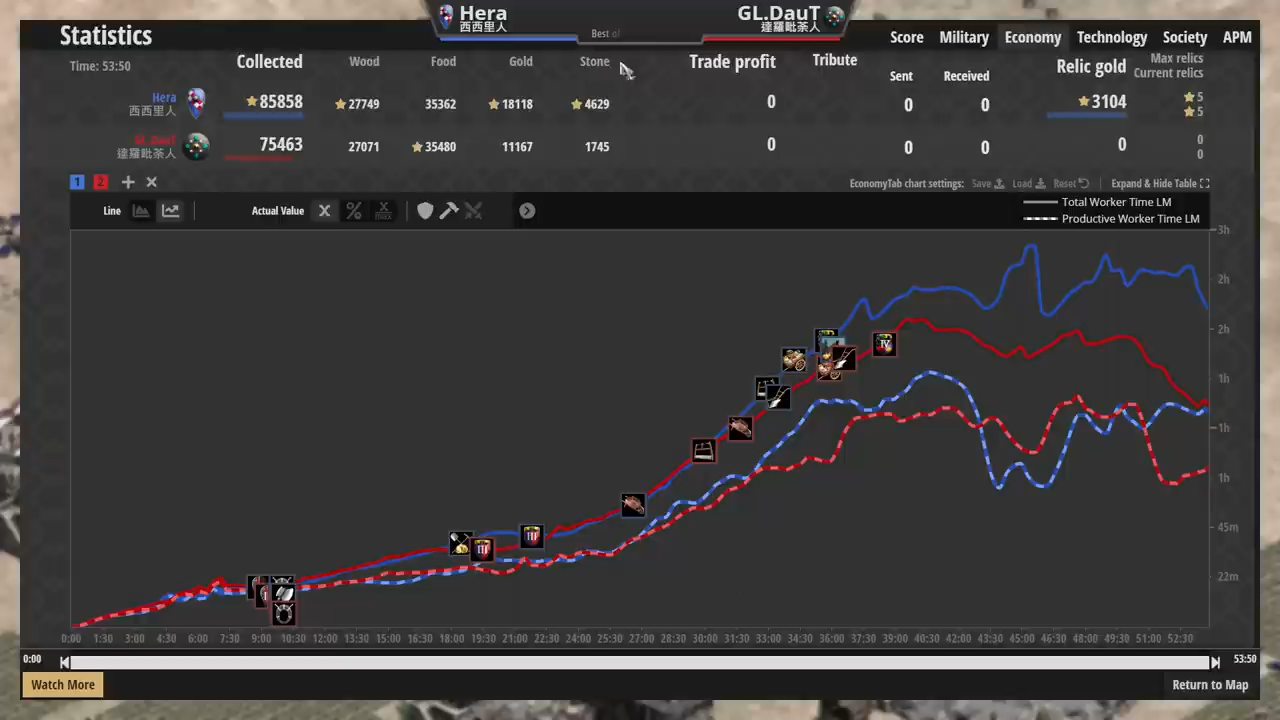 Hera
西西里人
Best of
GL.DauT
達羅毗荼人
Statistics
Score Military Economy Technology Society APM
Time: 53:50
Collected Wood Food Gold Stone Trade profit Tribute Sent Received Relic gold Max relics
Current relics
Hera
西西里人
85858 27749 35362 18118 4629 0 0 0 3104 5
5
GL.DauT
達羅毗荼人
75463 27071 35480 11167 1745 0 0 0 0 0
0
1 2
EconomyTab chart settings: Save Load Reset Expand & Hide Table
Line Actual Value X % X max
Total Worker Time LM
Productive Worker Time LM
3h
2h
2h
1h
1h
1h
45m
22m
III
III
IV
0:00 1:30 3:00 4:30 6:00 7:30 9:00 10:30 12:00 13:30 15:00 16:30 18:00 19:30 21:00 22:30 24:00 25:30 27:00 28:30 30:00 31:30 33:00 34:30 36:00 37:30 39:00 40:30 42:00 43:30 45:00 46:30 48:00 49:30 51:00 52:30
0:00 53:50
Watch More Return to Map